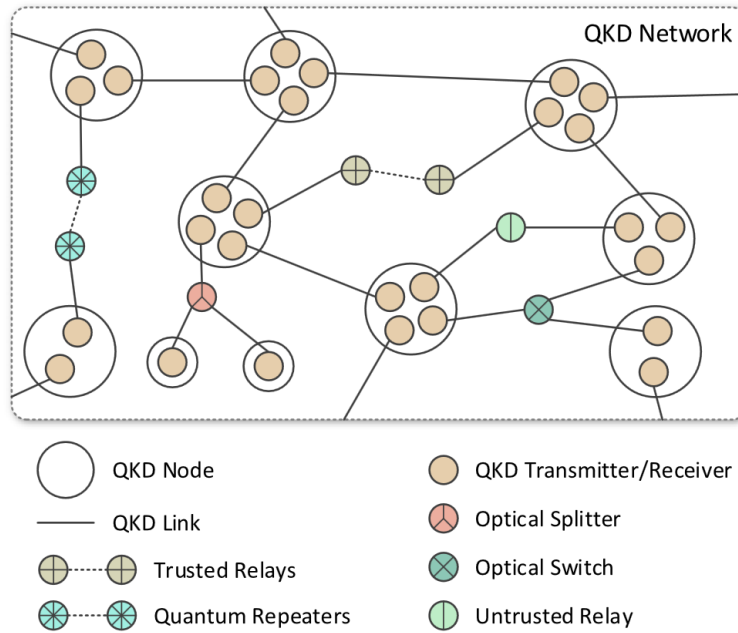 QKD Network
QKD Node
QKD Transmitter/Receiver
QKD Link
Optical Splitter
Trusted Relays
Optical Switch
Quantum Repeaters
Untrusted Relay